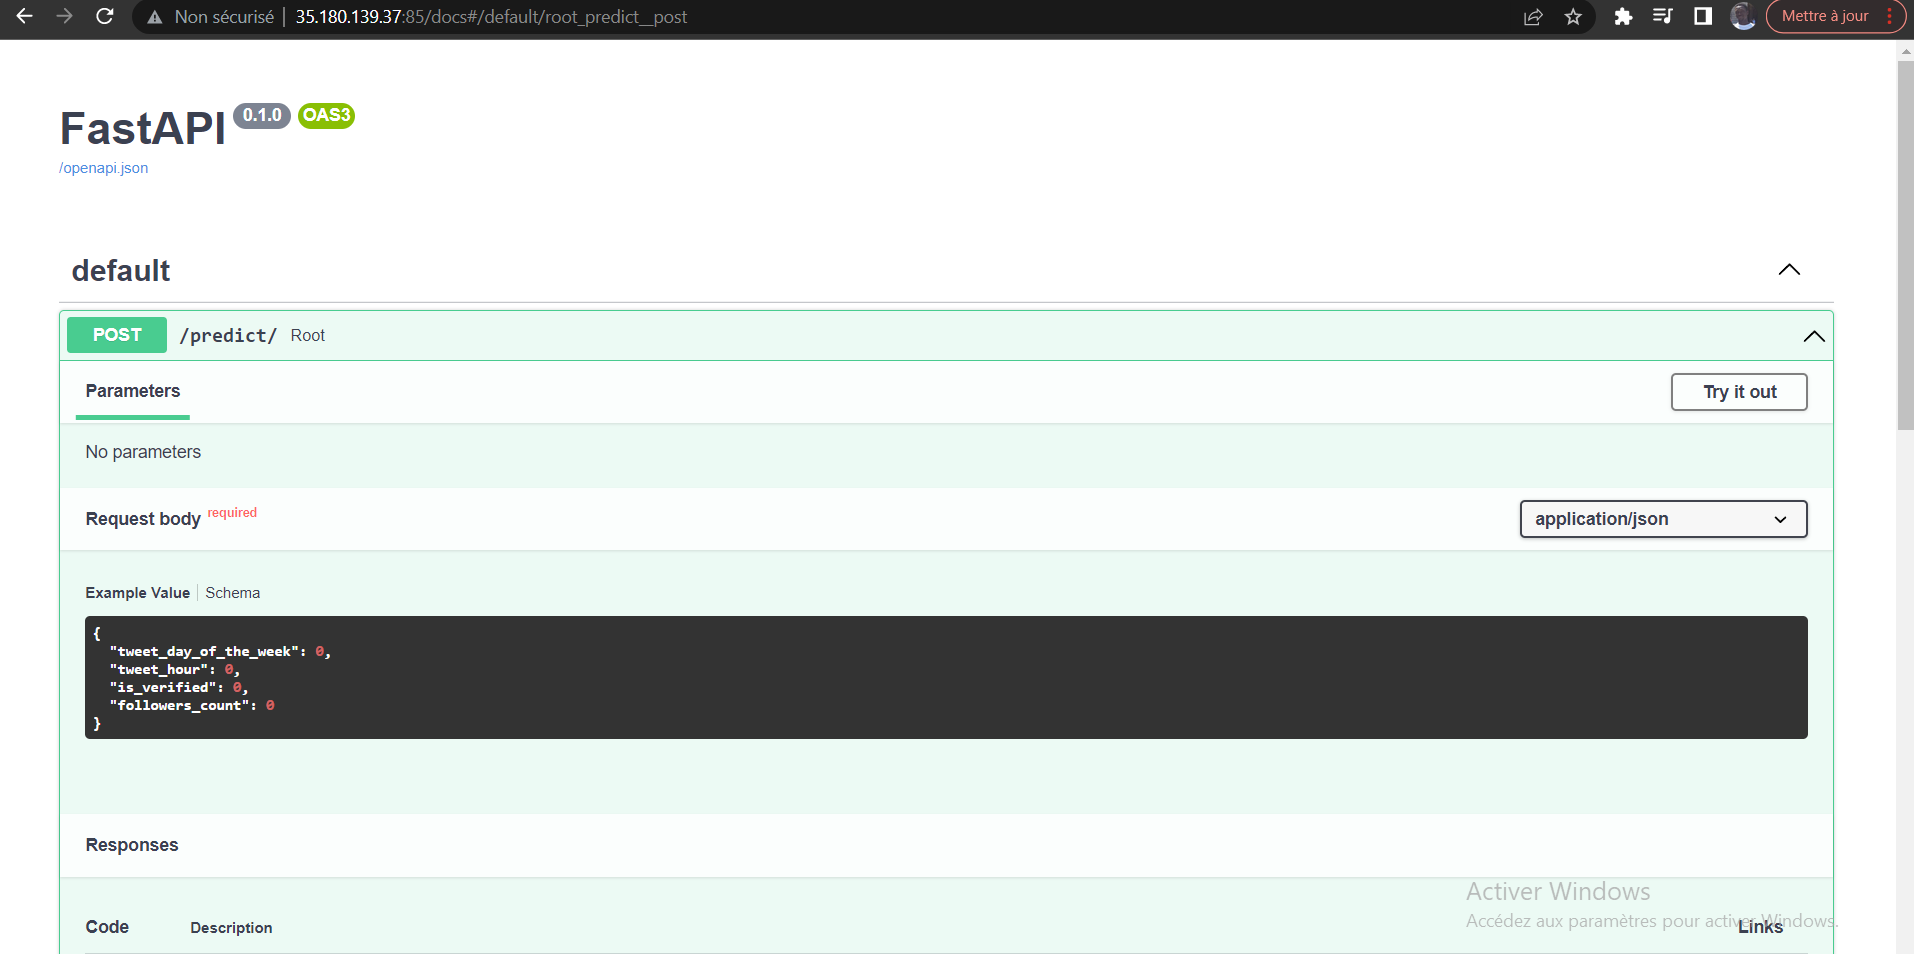 Non sécurisé 35.180.139.37:85/docs#/default/root_predict__post Mettre à jour
FastAPI 0.1.0 OAS3
/openapi.json
default
POST /predict/ Root
Parameters Try it out
No parameters
Request body required application/json
Example Value Schema
{
"tweet_day_of_the_week": 0,
"tweet_hour": 0,
"is_verified": 0,
"followers_count": 0
}
Responses
Activer Windows
Accédez aux paramètres pour activer Windows.
Code Description Links